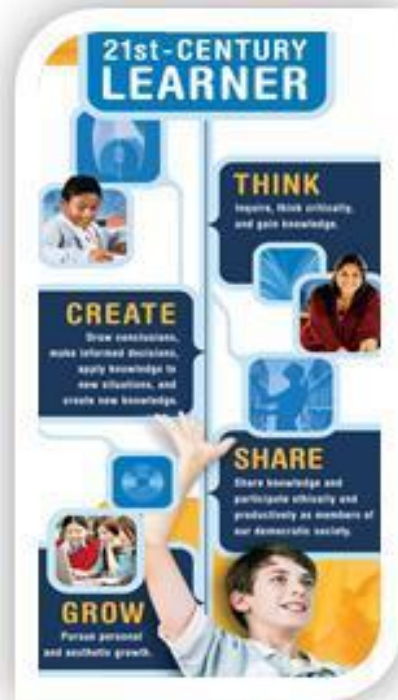 21st-CENTURY
LEARNER
THINK
Inquire, think critically,
and gain knowledge.
CREATE
Draw conclusions,
make informed decisions,
apply knowledge to
new situations, and
create new knowledge.
SHARE
Share knowledge and
participate ethically and
productively as members of
our democratic society.
GROW
Pursue personal
and aesthetic growth.